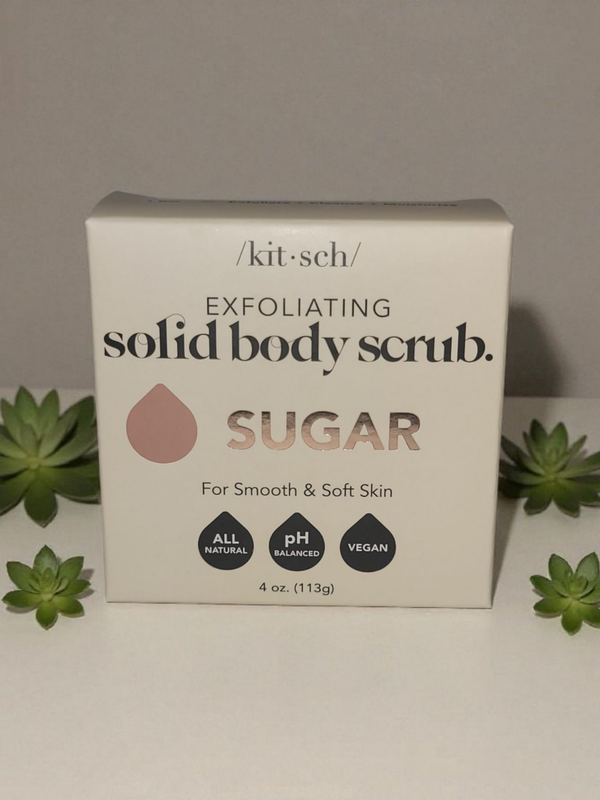 /kit·sch/
EXFOLIATING
solid body scrub.
SUGAR
For Smooth & Soft Skin
ALL
NATURAL
pH
BALANCED
VEGAN
4 oz. (113g)